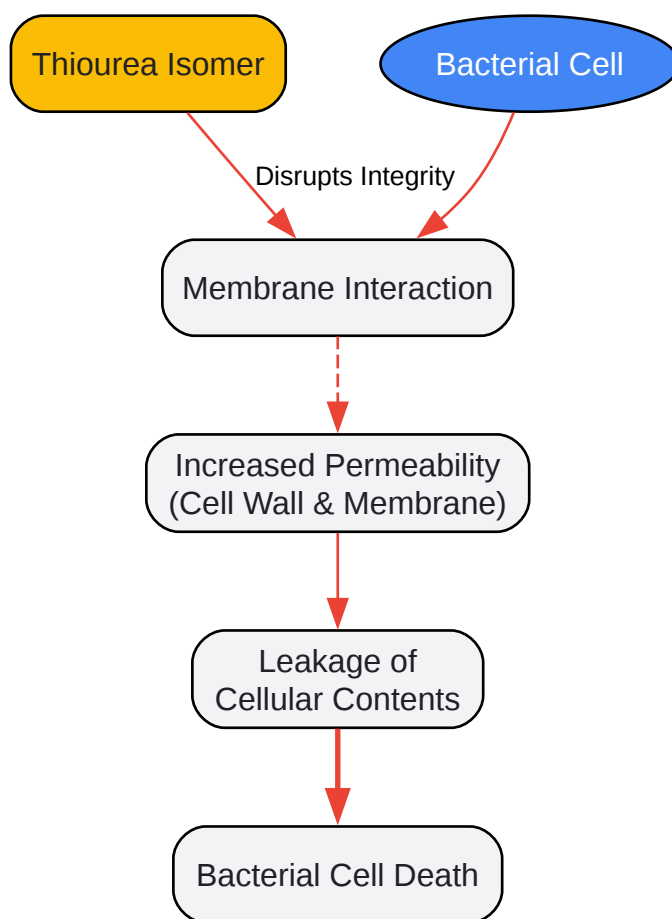 Thiourea Isomer
Bacterial Cell
Disrupts Integrity
Membrane Interaction
Increased Permeability
(Cell Wall & Membrane)
Leakage of
Cellular Contents
Bacterial Cell Death